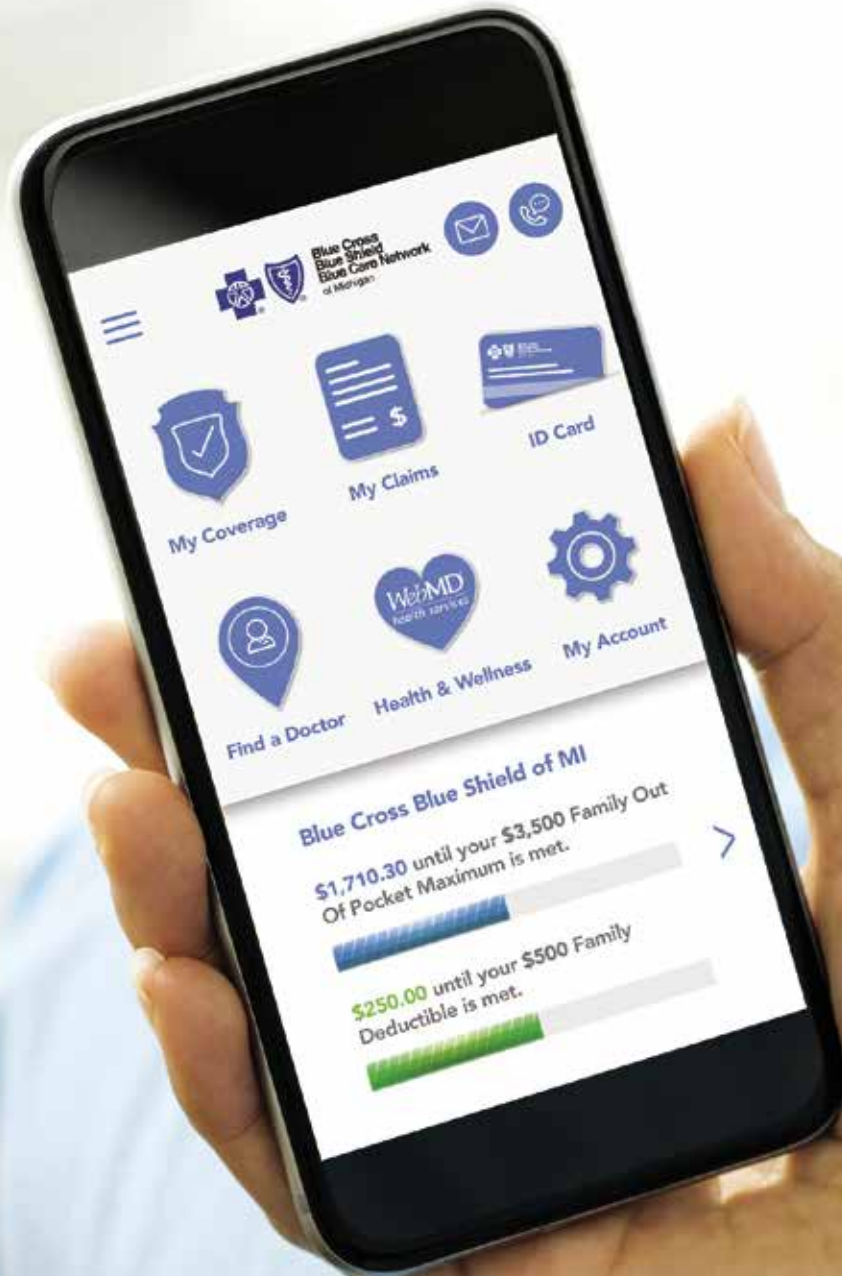 Blue Cross
Blue Shield
Blue Care Network
of Michigan
$
My Coverage
My Claims
ID Card
WebMD
health services
Find a Doctor
Health & Wellness
My Account
Blue Cross Blue Shield of MI
$1,710.30 until your $3,500 Family Out
Of Pocket Maximum is met.
$250.00 until your $500 Family
Deductible is met.